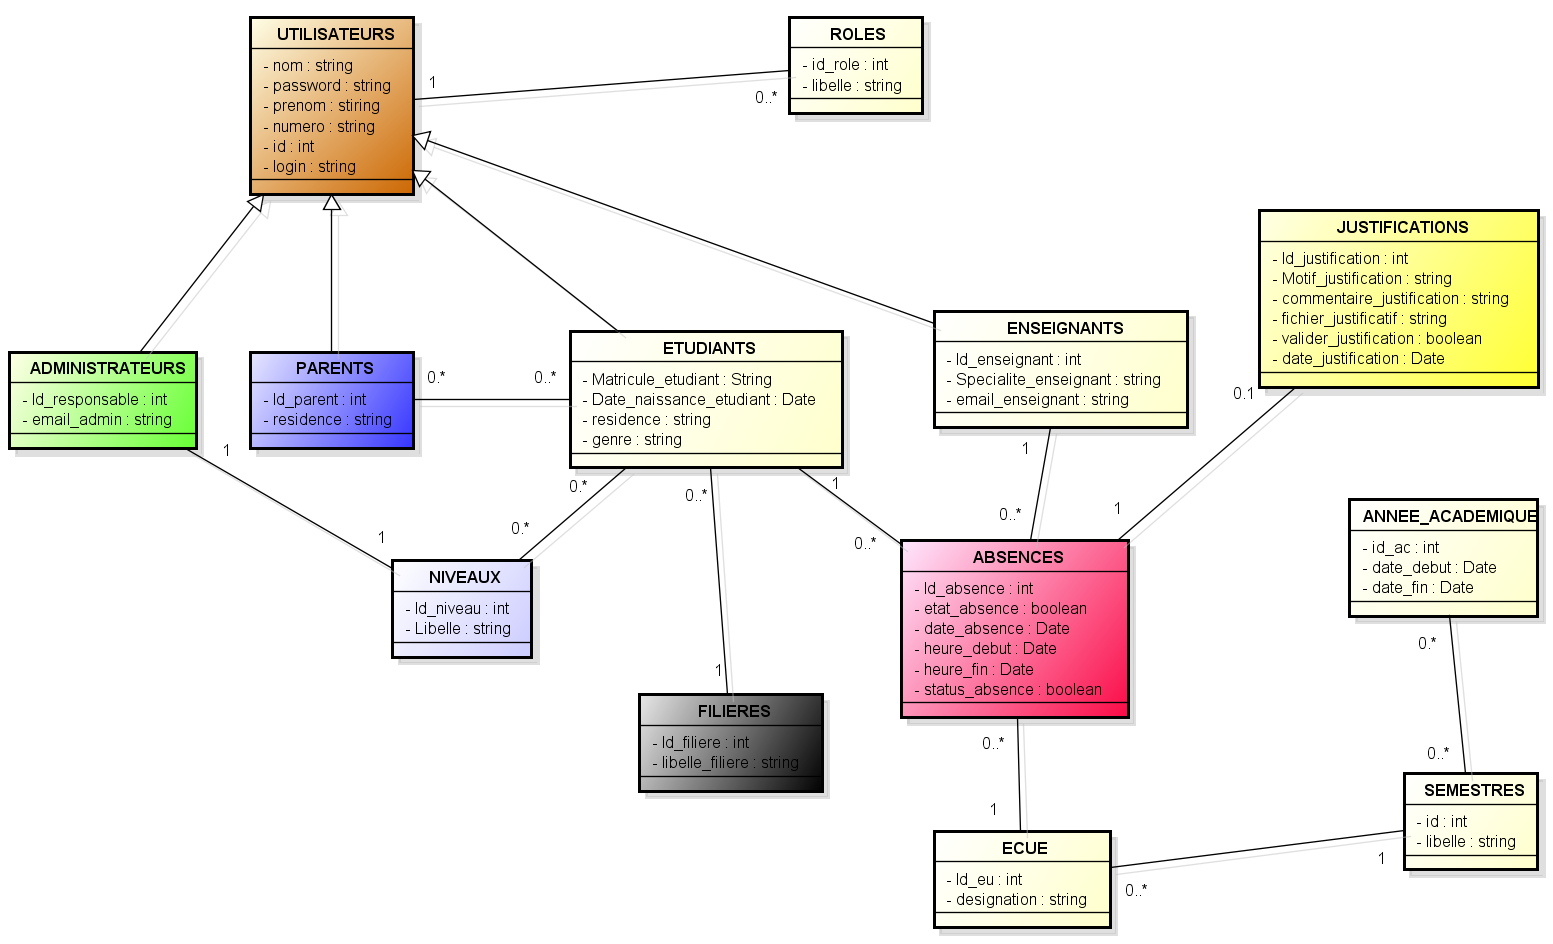 UTILISATEURS
- nom : string
- password : string
- prenom : stiring
- numero : string
- id : int
- login : string
1
0..*
ROLES
- id_role : int
- libelle : string
JUSTIFICATIONS
- Id_justification : int
- Motif_justification : string
- commentaire_justification : string
- fichier_justificatif : string
- valider_justification : boolean
- date_justification : Date
ADMINISTRATEURS
- Id_responsable : int
- email_admin : string
PARENTS
- Id_parent : int
- residence : string
0.*
0..*
ETUDIANTS
- Matricule_etudiant : String
- Date_naissance_etudiant : Date
- residence : string
- genre : string
ENSEIGNANTS
- Id_enseignant : int
- Specialite_enseignant : string
- email_enseignant : string
0.1
1
1
0.*
0..*
1
1
1
0.*
0..*
0..*
1
NIVEAUX
- Id_niveau : int
- Libelle : string
ABSENCES
- Id_absence : int
- etat_absence : boolean
- date_absence : Date
- heure_debut : Date
- heure_fin : Date
- status_absence : boolean
ANNEE_ACADEMIQUE
- id_ac : int
- date_debut : Date
- date_fin : Date
0.*
0..*
1
FILIERES
- Id_filiere : int
- libelle_filiere : string
0..*
1
SEMESTRES
- id : int
- libelle : string
1
0..*
ECUE
- Id_eu : int
- designation : string